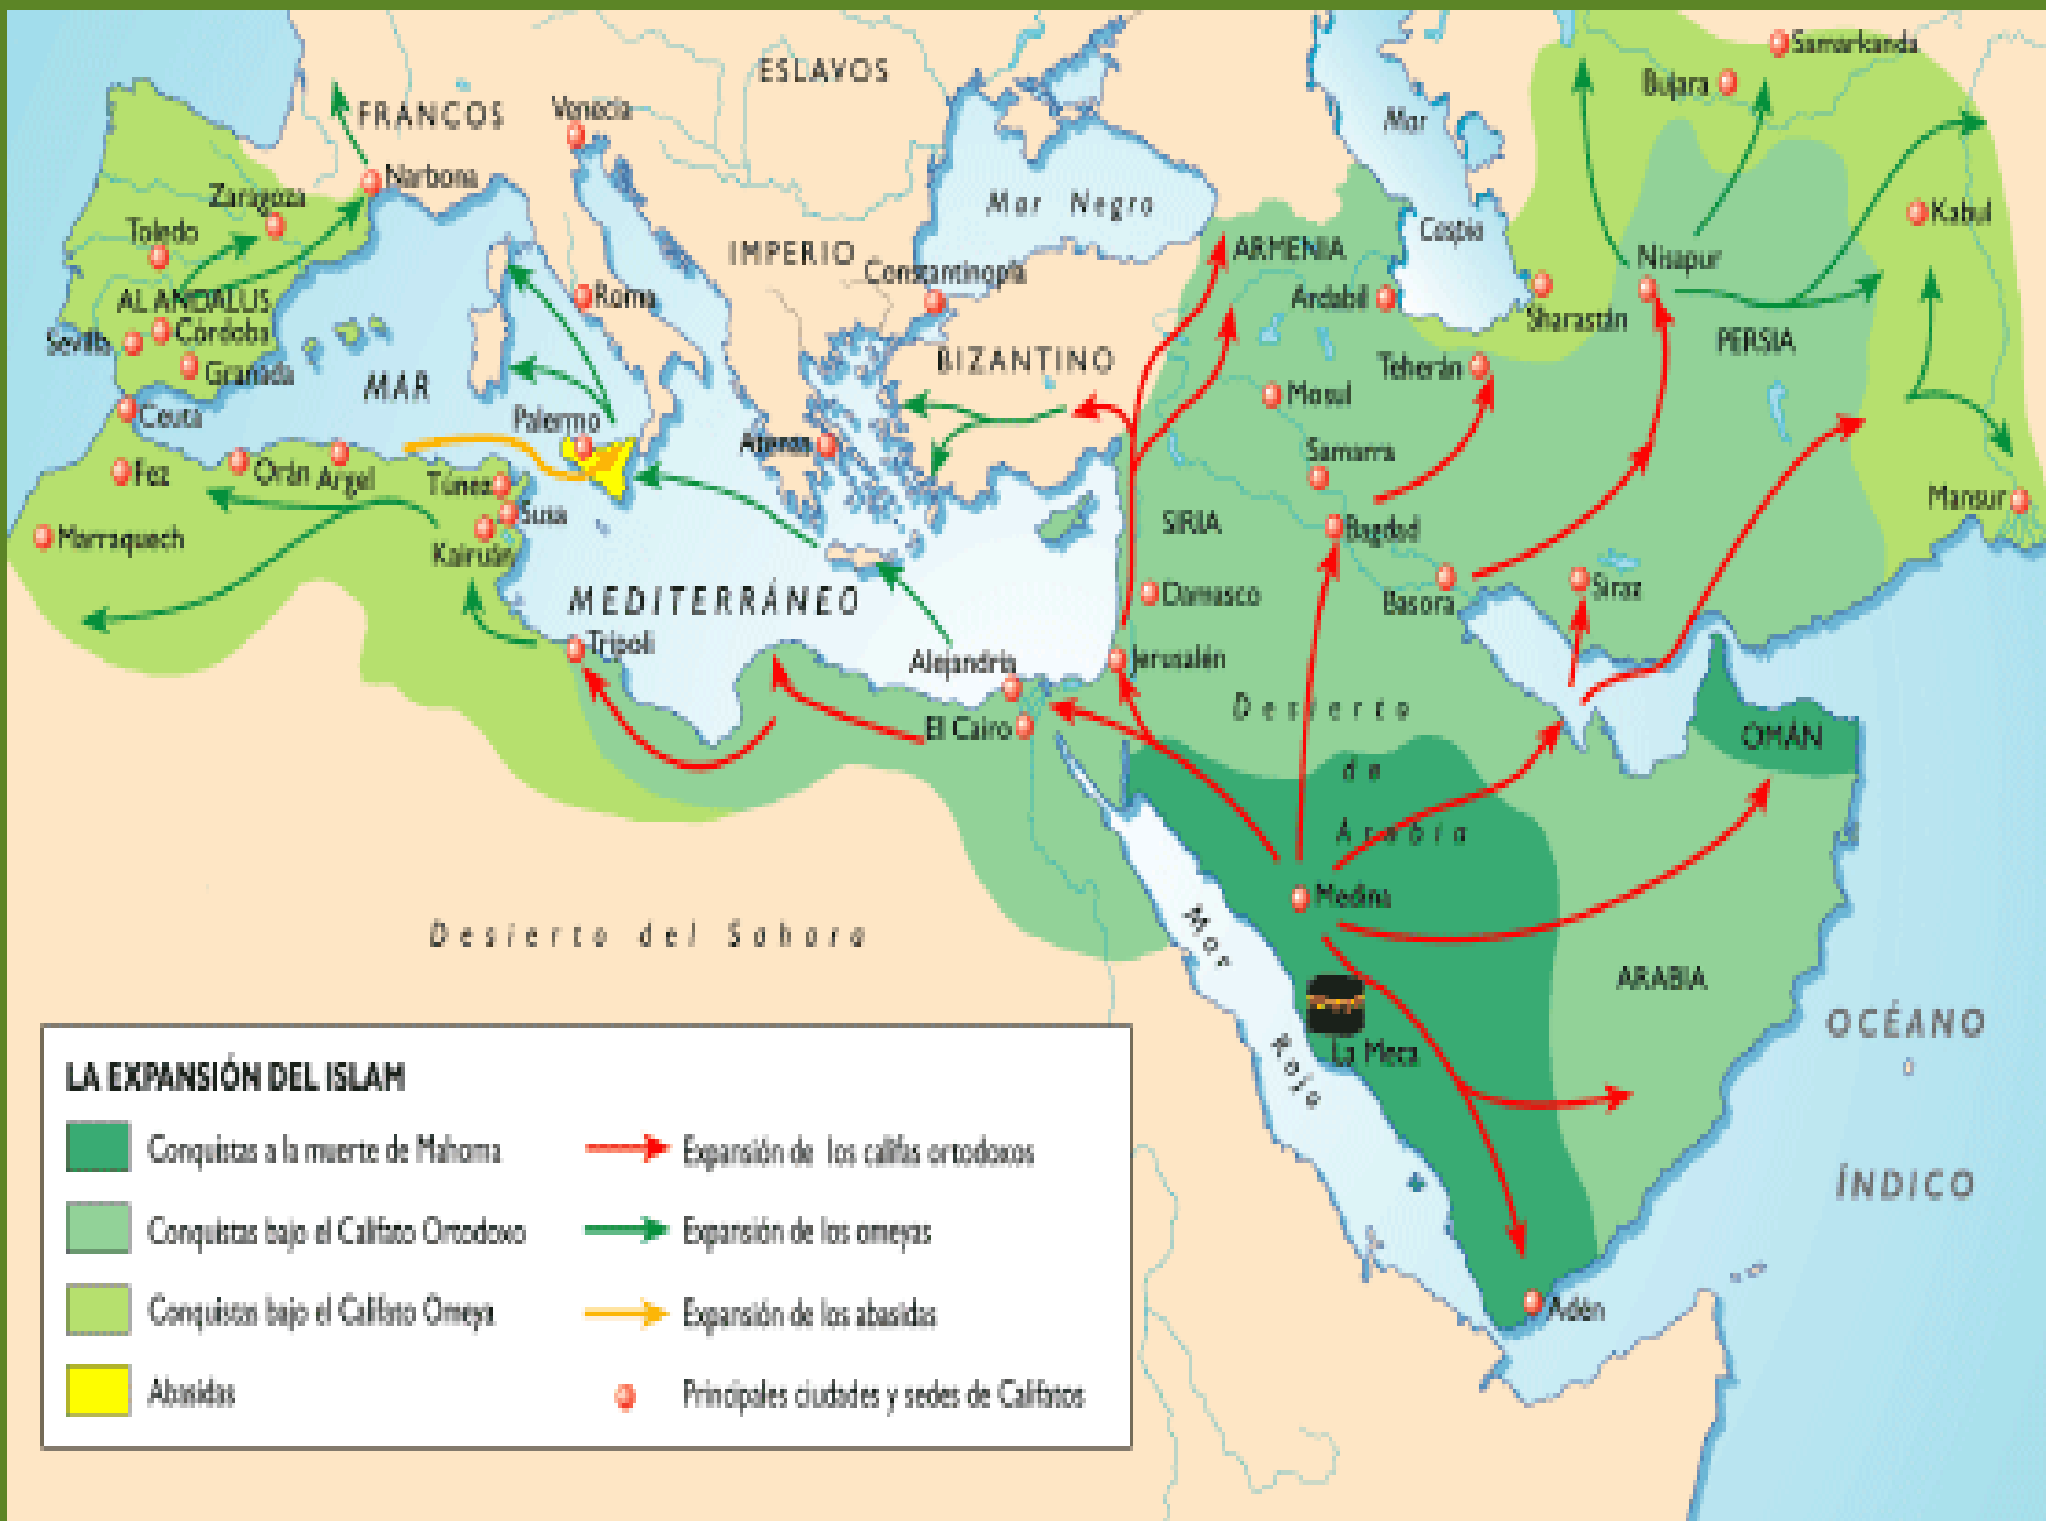 Samarkanda
ESLAVOS
Bujara
FRANCOS
Venecia
Mar
Narbona
Zaragoza
Mar Negro
Kabul
Toledo
Caspio
IMPERIO
ARMENIA
Nisapur
Constantinopla
AL ANDALUS
Roma
Ardabil
Sharastán
Sevilla
Córdoba
PERSIA
Granada
BIZANTINO
Teherán
MAR
Mosul
Ceuta
Palermo
Atenas
Samarra
Fez
Orán
Argel
Túnez
Mansur
Susa
SIRIA
Bagdad
Marraquech
Kairuán
MEDITERRÁNEO
Damasco
Basora
Siraz
Trípoli
Alejandría
Jerusalén
Desierto
El Cairo
OMÁN
de
Arabia
Medina
Desierto del Sahara
Mar
ARABIA
OCÉANO
La Meca
Rojo
ÍNDICO
Adén
LA EXPANSIÓN DEL ISLAM
Conquistas a la muerte de Mahoma
Expansión de los califas ortodoxos
Conquistas bajo el Califato Ortodoxo
Expansión de los omeyas
Conquistas bajo el Califato Omeya
Expansión de los abasidas
Abasidas
Principales ciudades y sedes de Califatos